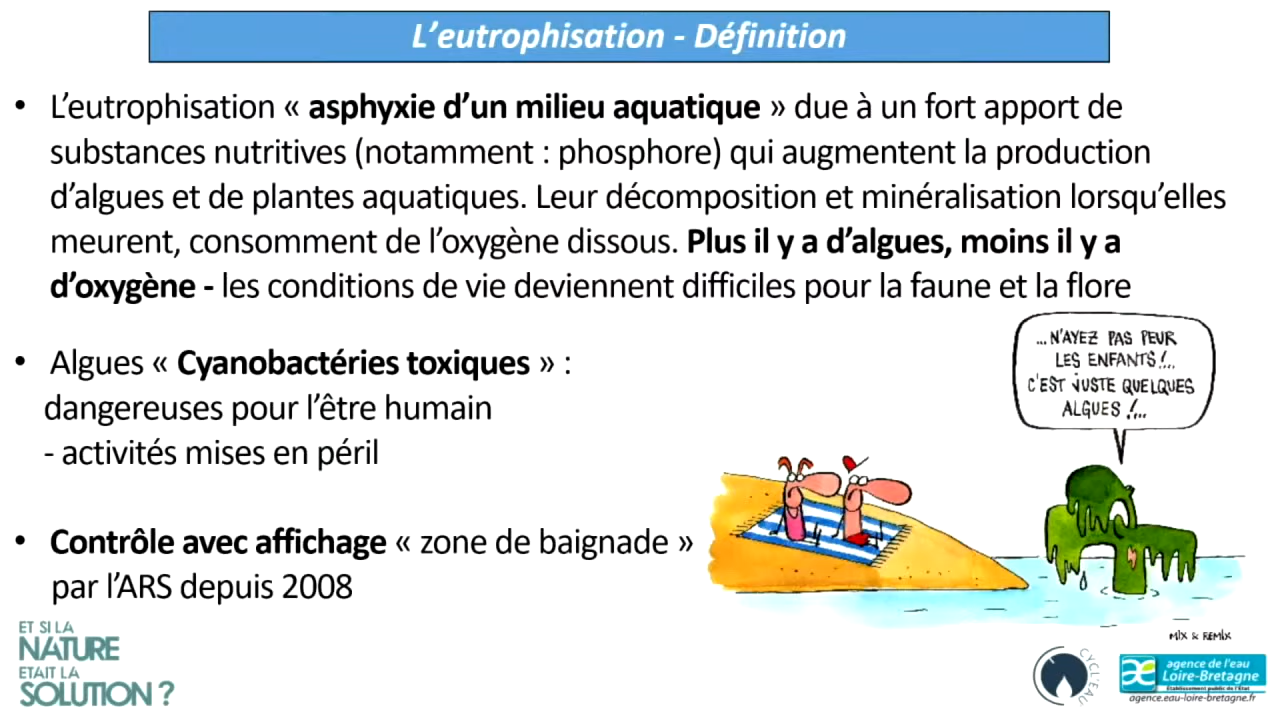 L'eutrophisation - Définition
• L'eutrophisation « asphyxie d'un milieu aquatique » due à un fort apport de
substances nutritives (notamment : phosphore) qui augmentent la production
d'algues et de plantes aquatiques. Leur décomposition et minéralisation lorsqu'elles
meurent, consomment de l'oxygène dissous. Plus il y a d'algues, moins il y a
d'oxygène - les conditions de vie deviennent difficiles pour la faune et la flore
...N'AYEZ PAS PEUR
LES ENFANTS !...
C'EST JUSTE QUELQUES
ALGUES !...
• Algues « Cyanobactéries toxiques » :
dangereuses pour l'être humain
- activités mises en péril
• Contrôle avec affichage « zone de baignade »
par l'ARS depuis 2008
MIX & REMIX
ET SI LA
NATURE
ETAIT LA
SOLUTION ?
CYCL'EAU
agence de l'eau
Loire-Bretagne
Établissement public de l'État
agence.eau-loire-bretagne.fr